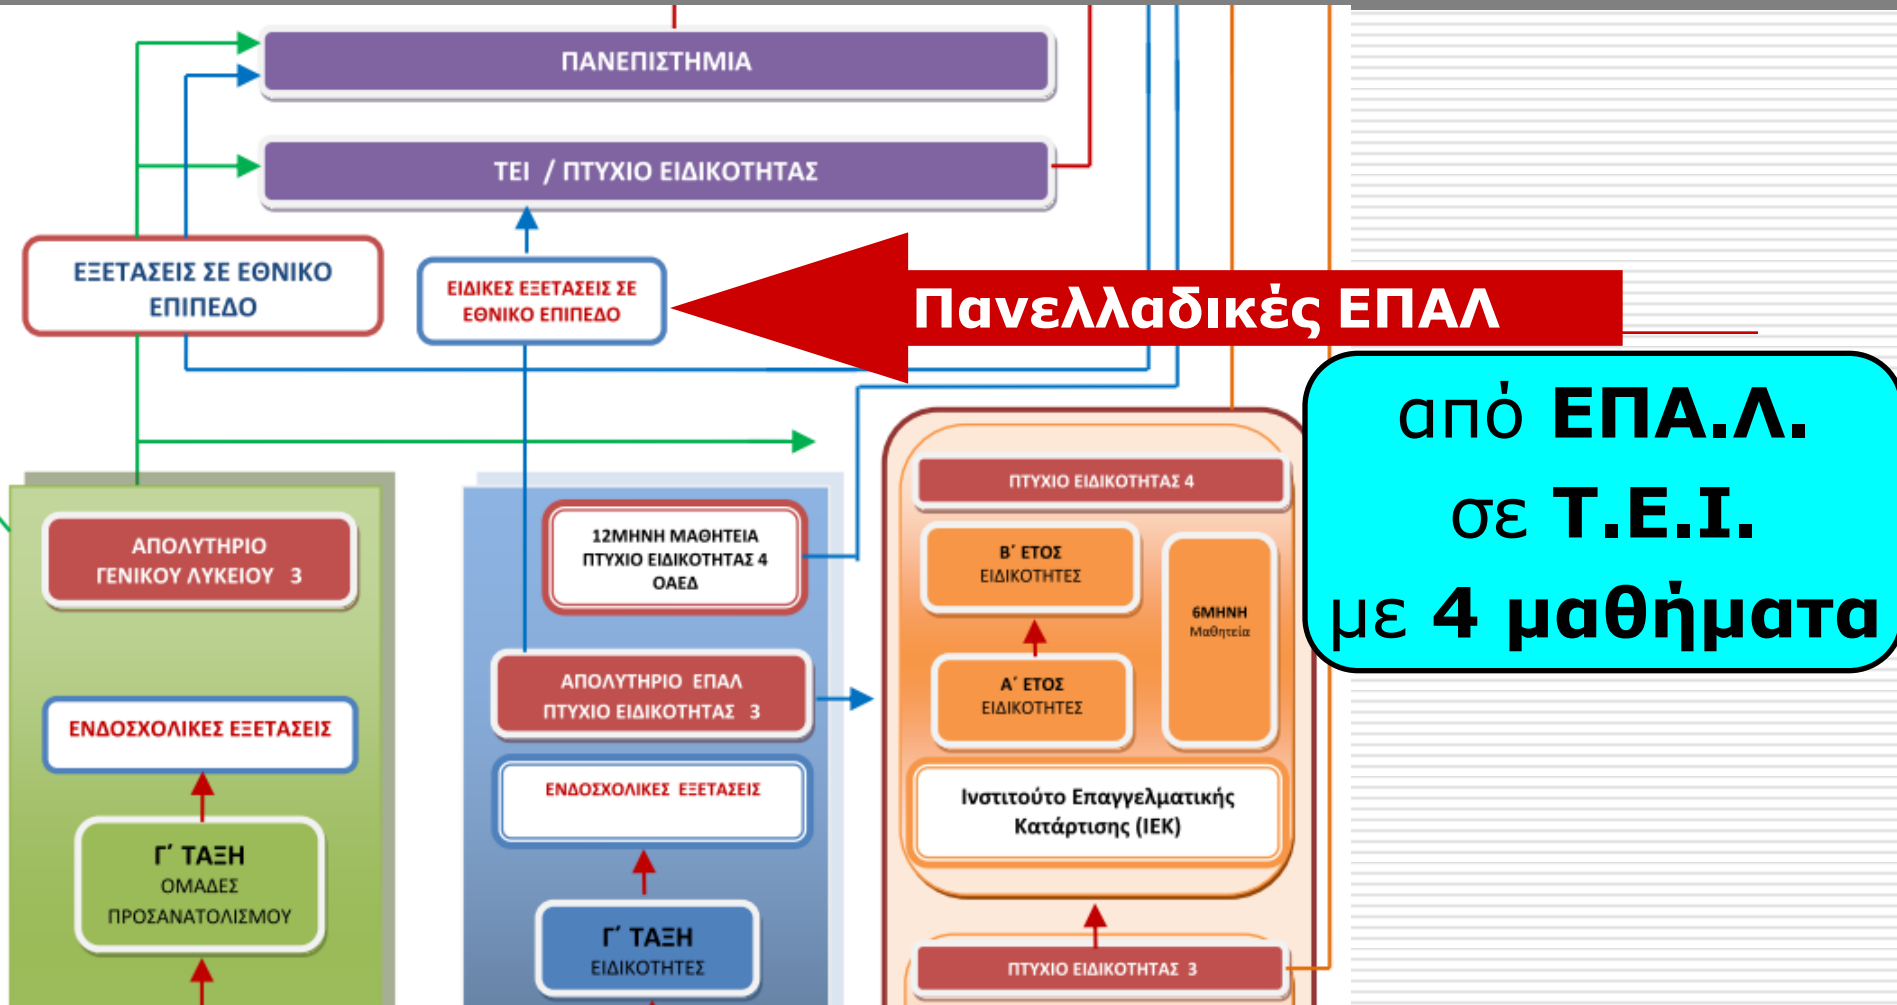 ΠΑΝΕΠΙΣΤΗΜΙΑ
ΤΕΙ / ΠΤΥΧΙΟ ΕΙΔΙΚΟΤΗΤΑΣ
ΕΞΕΤΑΣΕΙΣ ΣΕ ΕΘΝΙΚΟ
ΕΠΙΠΕΔΟ
ΕΙΔΙΚΕΣ ΕΞΕΤΑΣΕΙΣ ΣΕ
ΕΘΝΙΚΟ ΕΠΙΠΕΔΟ
Πανελλαδικές ΕΠΑΛ
από ΕΠΑ.Λ.
σε Τ.Ε.Ι.
με 4 μαθήματα
ΑΠΟΛΥΤΗΡΙΟ
ΓΕΝΙΚΟΥ ΛΥΚΕΙΟΥ 3
ΕΝΔΟΣΧΟΛΙΚΕΣ ΕΞΕΤΑΣΕΙΣ
Γ΄ ΤΑΞΗ
ΟΜΑΔΕΣ
ΠΡΟΣΑΝΑΤΟΛΙΣΜΟΥ
12ΜΗΝΗ ΜΑΘΗΤΕΙΑ
ΠΤΥΧΙΟ ΕΙΔΙΚΟΤΗΤΑΣ 4
ΟΑΕΔ
ΑΠΟΛΥΤΗΡΙΟ ΕΠΑΛ
ΠΤΥΧΙΟ ΕΙΔΙΚΟΤΗΤΑΣ 3
ΕΝΔΟΣΧΟΛΙΚΕΣ ΕΞΕΤΑΣΕΙΣ
Γ΄ ΤΑΞΗ
ΕΙΔΙΚΟΤΗΤΕΣ
ΠΤΥΧΙΟ ΕΙΔΙΚΟΤΗΤΑΣ 4
Β΄ ΕΤΟΣ
ΕΙΔΙΚΟΤΗΤΕΣ
6ΜΗΝΗ
Μαθητεία
Α΄ ΕΤΟΣ
ΕΙΔΙΚΟΤΗΤΕΣ
Ινστιτούτο Επαγγελματικής
Κατάρτισης (ΙΕΚ)
ΠΤΥΧΙΟ ΕΙΔΙΚΟΤΗΤΑΣ 3